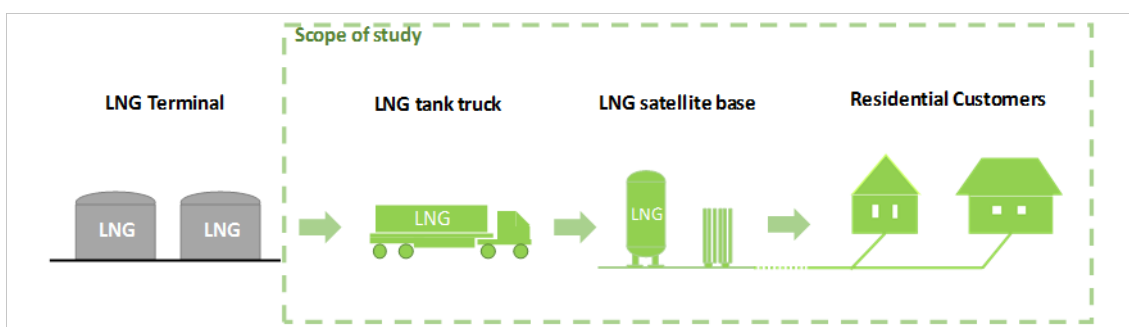 Scope of study
LNG Terminal
LNG tank truck
LNG satellite base
Residential Customers
LNG
LNG
LNG
LNG